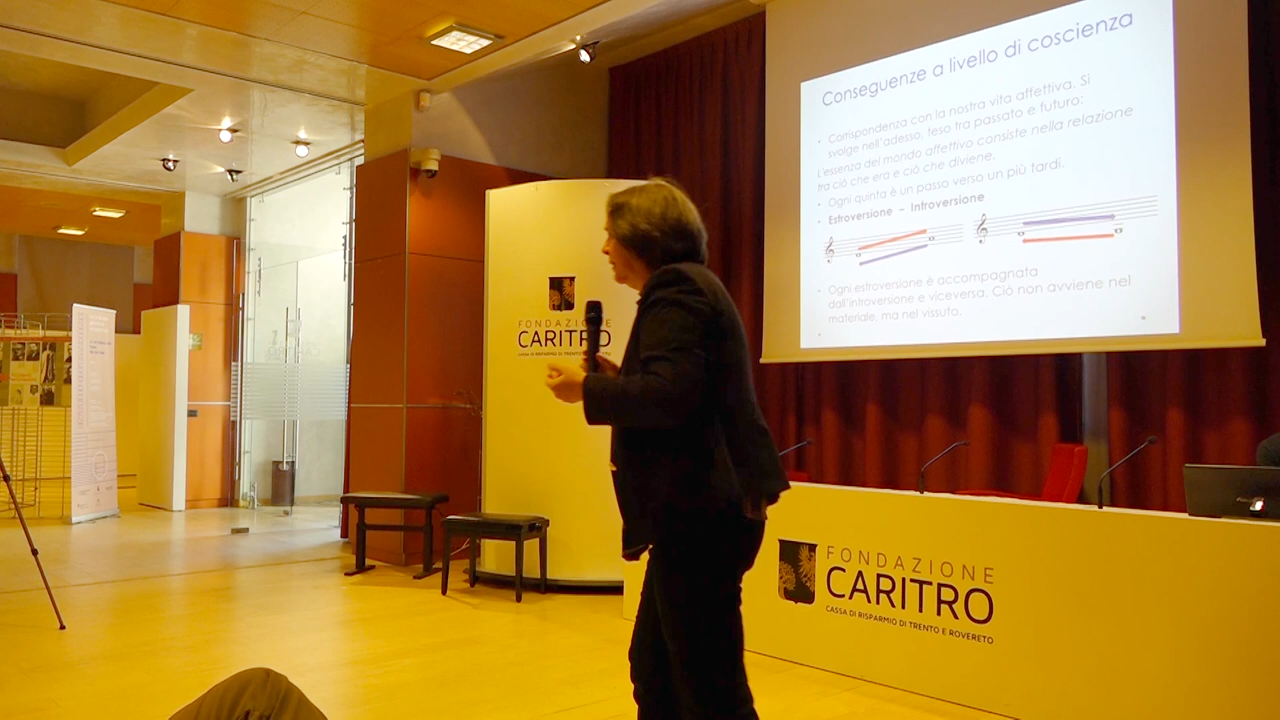 Conseguenze a livello di coscienza
• Corrispondenza con la nostra vita affettiva. Si
svolge nell'adesso, teso tra passato e futuro:
L'essenza del mondo affettivo consiste nella relazione
tra ciò che era e ciò che diviene.
• Ogni quinta è un passo verso un più tardi.
• Estroversione – Introversione
• Ogni estroversione è accompagnata
dall'introversione e viceversa. Ciò non avviene nel
materiale, ma nel vissuto.
FONDAZIONE
CARITRO
FONDAZIONE
CARITRO
CASSA DI RISPARMIO DI TRENTO E ROVERETO